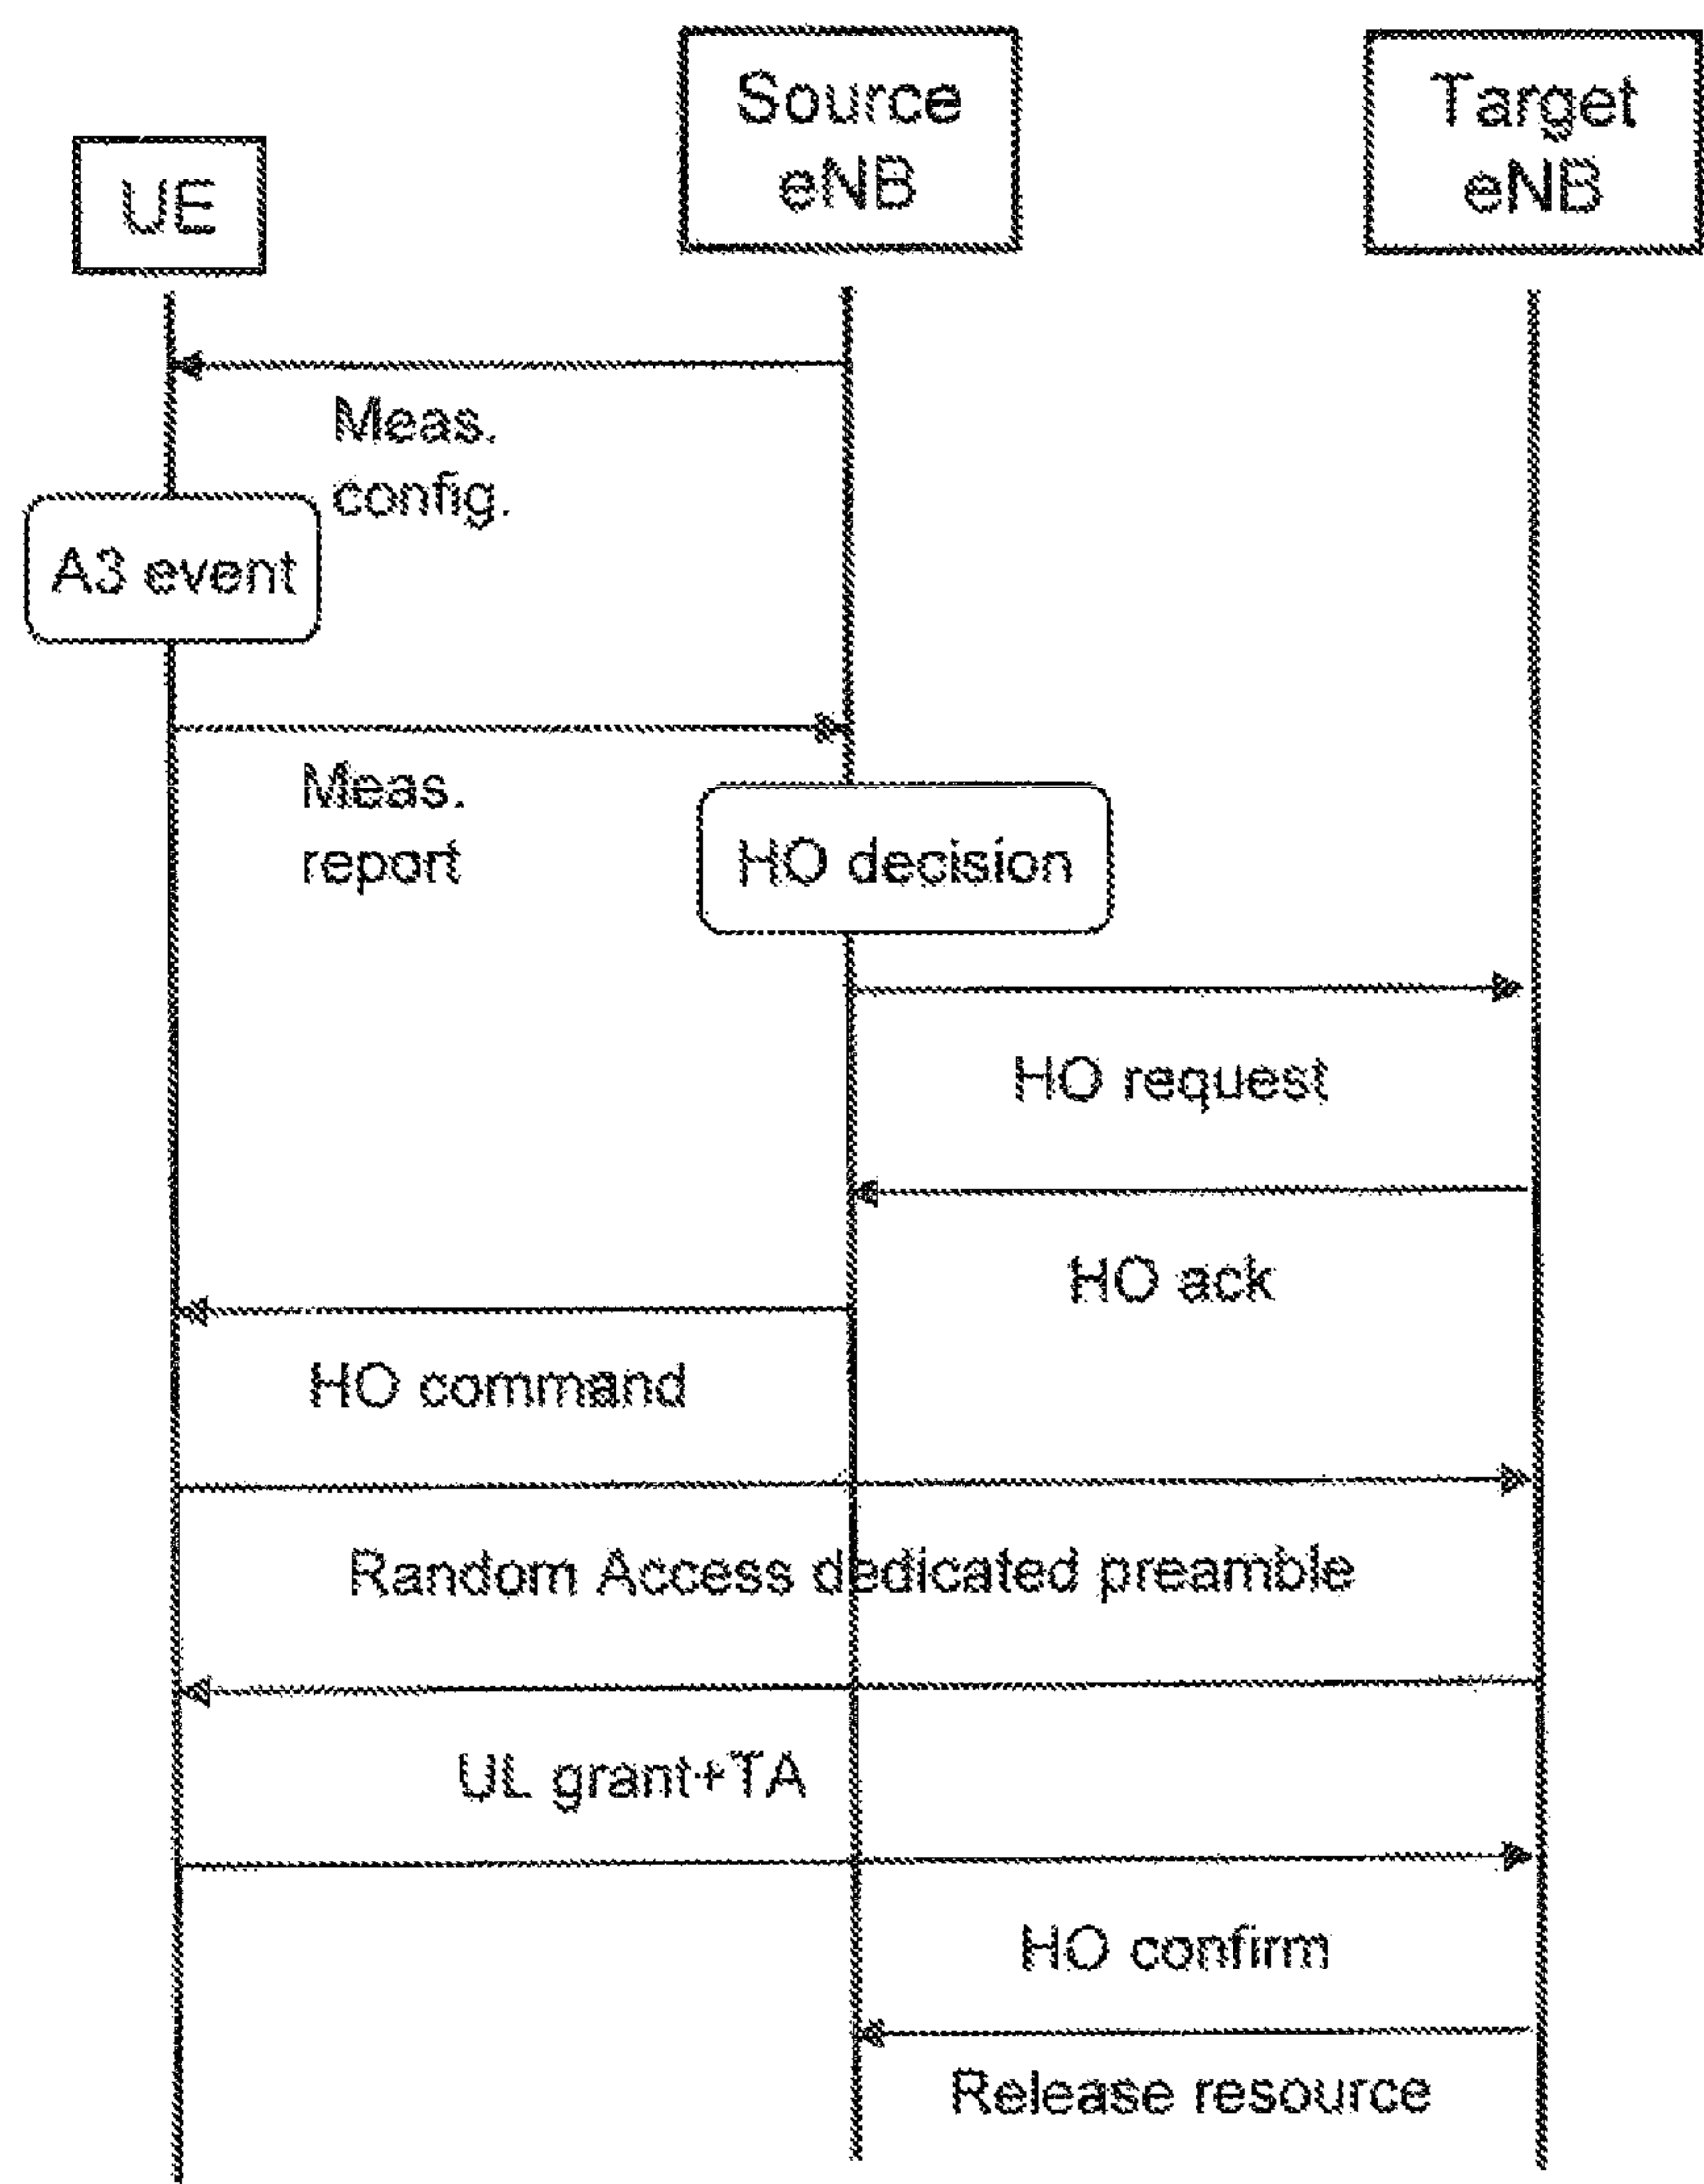 UE
Source
eNB
Target
eNB
Meas.
config.
A3 event
Meas.
report
HO decision
HO request
HO ack
HO command
Random Access dedicated preamble
UL grant+TA
HO confirm
Release resource